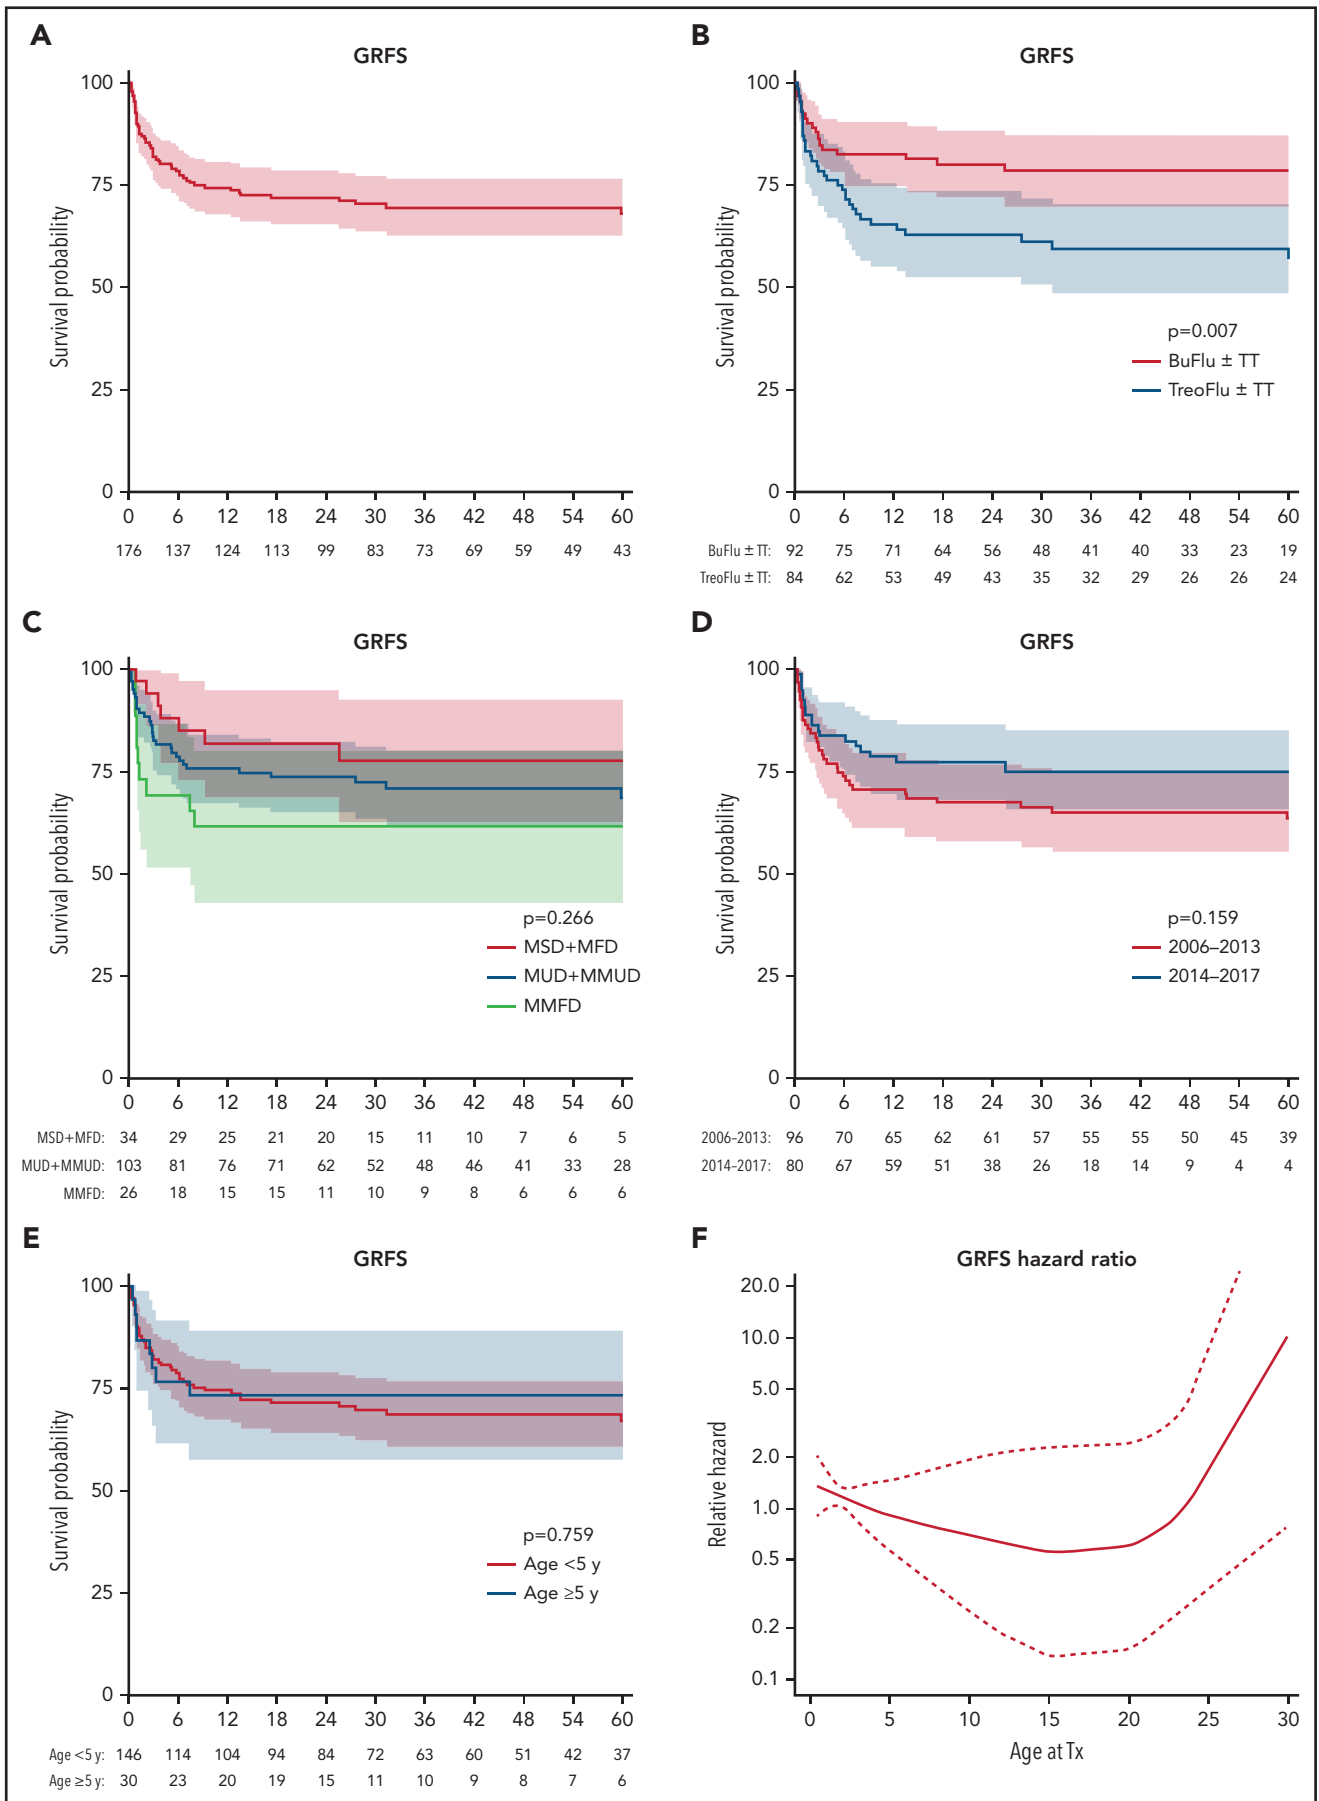 A
GRFS
Survival probability
100
75
50
25
0
0 6 12 18 24 30 36 42 48 54 60
176 137 124 113 99 83 73 69 59 49 43
B
GRFS
Survival probability
100
75
50
25
0
p=0.007
BuFlu ± TT
TreoFlu ± TT
0 6 12 18 24 30 36 42 48 54 60
BuFlu ± TT: 92 75 71 64 56 48 41 40 33 23 19
TreoFlu ± TT: 84 62 53 49 43 35 32 29 26 26 24
C
GRFS
Survival probability
100
75
50
25
0
p=0.266
MSD+MFD
MUD+MMUD
MMFD
0 6 12 18 24 30 36 42 48 54 60
MSD+MFD: 34 29 25 21 20 15 11 10 7 6 5
MUD+MMUD: 103 81 76 71 62 52 48 46 41 33 28
MMFD: 26 18 15 15 11 10 9 8 6 6 6
D
GRFS
Survival probability
100
75
50
25
0
p=0.159
2006–2013
2014–2017
0 6 12 18 24 30 36 42 48 54 60
2006-2013: 96 70 65 62 61 57 55 55 50 45 39
2014-2017: 80 67 59 51 38 26 18 14 9 4 4
E
GRFS
Survival probability
100
75
50
25
0
p=0.759
Age <5 y
Age ≥5 y
0 6 12 18 24 30 36 42 48 54 60
Age <5 y: 146 114 104 94 84 72 63 60 51 42 37
Age ≥5 y: 30 23 20 19 15 11 10 9 8 7 6
F
GRFS hazard ratio
Relative hazard
20.0
10.0
5.0
2.0
1.0
0.5
0.2
0.1
0 5 10 15 20 25 30
Age at Tx